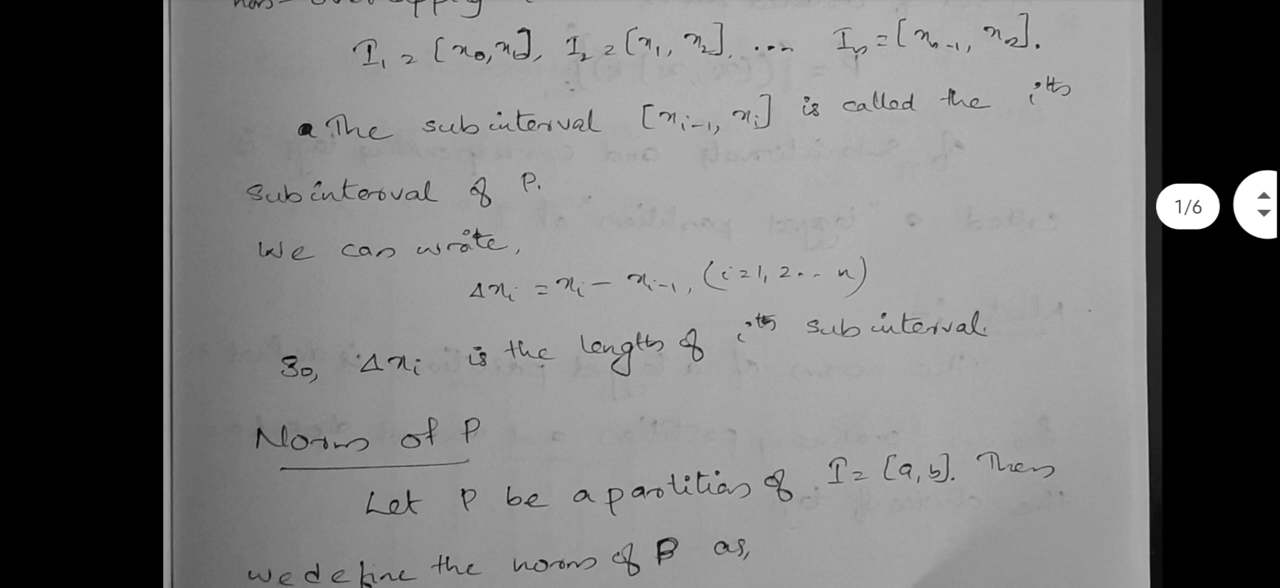 non-overlapping
I₁ = [x₀, x₁], I₂ = [x₁, x₂], ... Iₙ = [xₙ₋₁, xₙ].
The subinterval [xᵢ₋₁, xᵢ] is called the iᵗʰ
subinterval of P.
We can write,
Δxᵢ = xᵢ - xᵢ₋₁, (i=1, 2... n)
So, Δxᵢ is the length of iᵗʰ subinterval.
Norm of P
Let P be a partition of I = [a, b]. Then
we define the norm of P as,
1/6